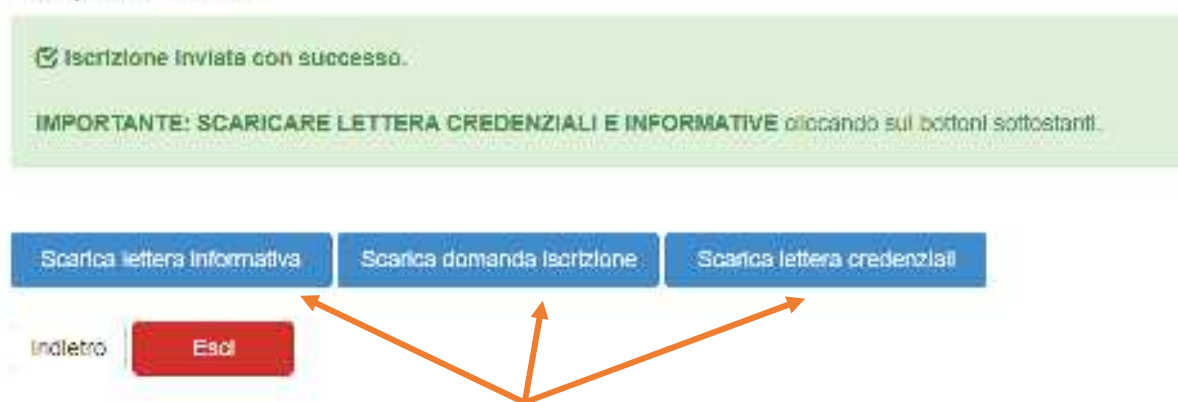 Iscrizione inviata con successo.
IMPORTANTE: SCARICARE LETTERA CREDENZIALI E INFORMATIVE cliccando sui bottoni sottostanti.
Scarica lettera informativa Scarica domanda iscrizione Scarica lettera credenziali
Indietro Esci